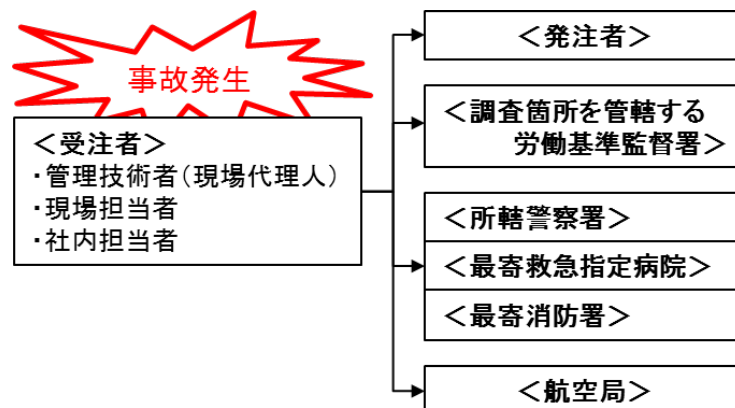 事故発生
＜受注者＞
・管理技術者（現場代理人）
・現場担当者
・社内担当者
＜発注者＞
＜調査箇所を管轄する
労働基準監督署＞
＜所轄警察署＞
＜最寄救急指定病院＞
＜最寄消防署＞
＜航空局＞